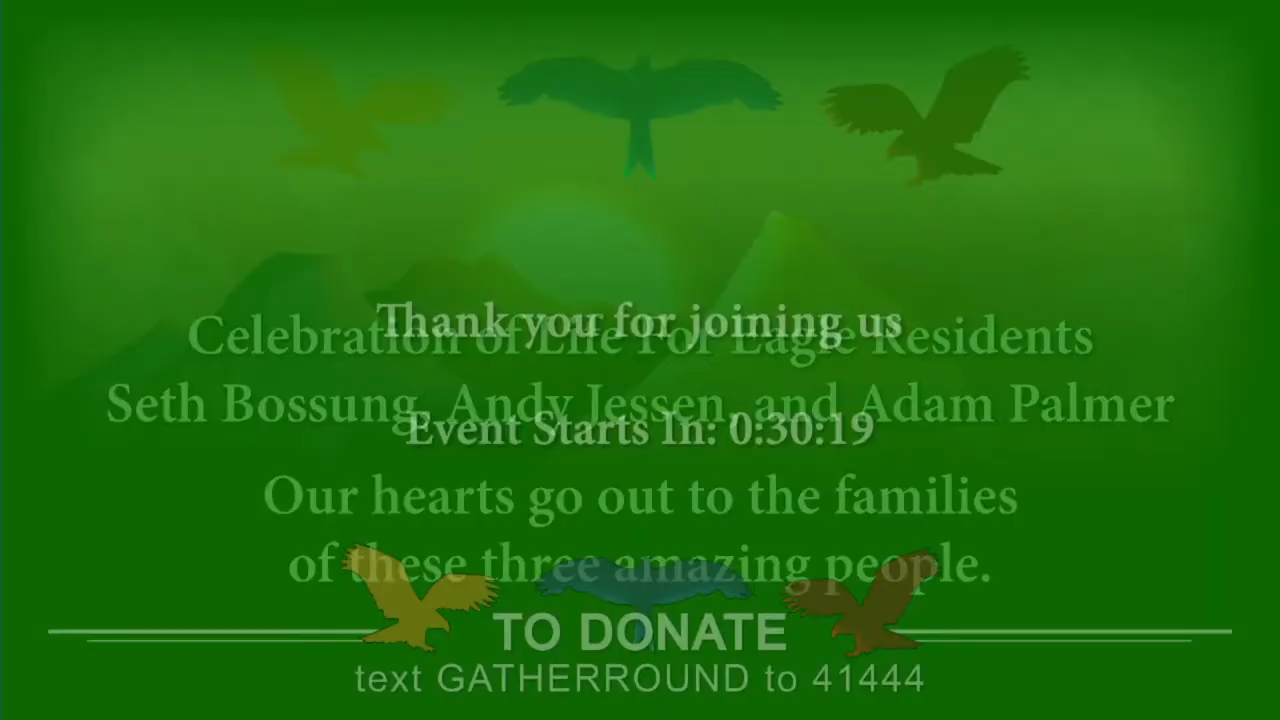 Thank you for joining us
Celebration of Life For Eagle Residents
Seth Bossung, Andy Jessen, and Adam Palmer
Event Starts In: 0:30:19
Our hearts go out to the families
of these three amazing people.
TO DONATE
text GATHERROUND to 41444